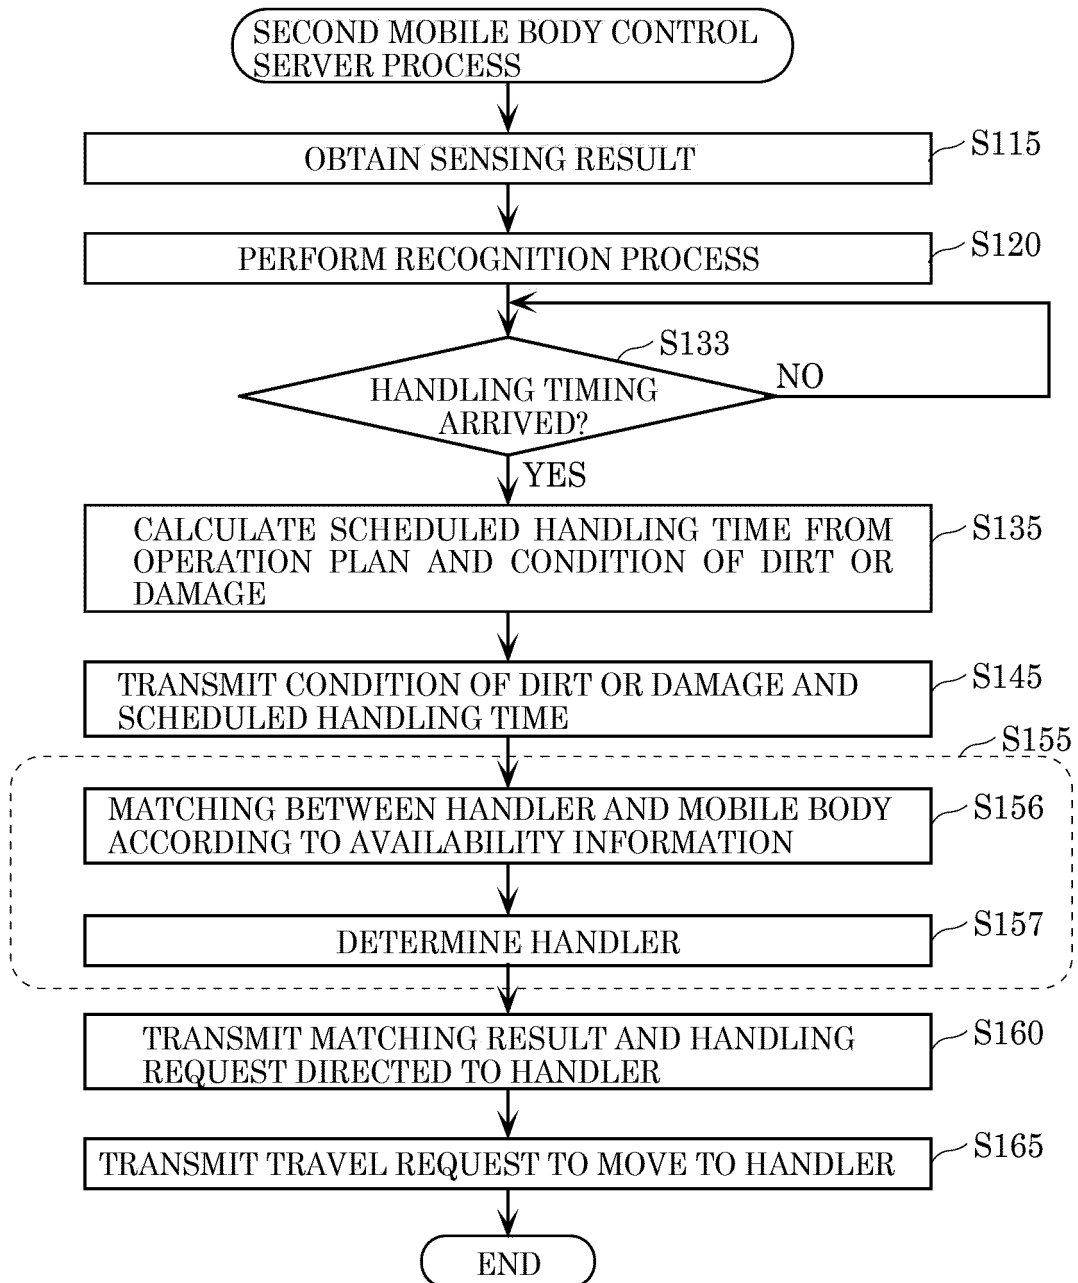 SECOND MOBILE BODY CONTROL
SERVER PROCESS
OBTAIN SENSING RESULT
S115
PERFORM RECOGNITION PROCESS
S120
S133
HANDLING TIMING
ARRIVED?
NO
YES
CALCULATE SCHEDULED HANDLING TIME FROM
OPERATION PLAN AND CONDITION OF DIRT OR
DAMAGE
S135
TRANSMIT CONDITION OF DIRT OR DAMAGE AND
SCHEDULED HANDLING TIME
S145
S155
MATCHING BETWEEN HANDLER AND MOBILE BODY
ACCORDING TO AVAILABILITY INFORMATION
S156
DETERMINE HANDLER
S157
TRANSMIT MATCHING RESULT AND HANDLING
REQUEST DIRECTED TO HANDLER
S160
TRANSMIT TRAVEL REQUEST TO MOVE TO HANDLER
S165
END